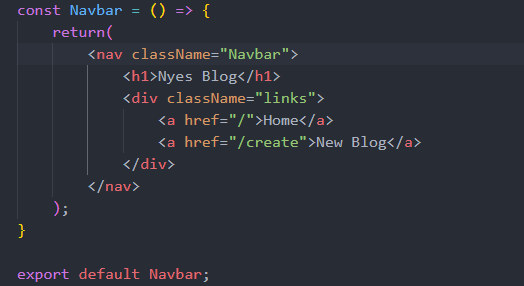 const Navbar = () => {
    return(
        <nav className="Navbar">
            <h1>Nyes Blog</h1>
            <div className="links">
                <a href="/">Home</a>
                <a href="/create">New Blog</a>
            </div>
        </nav>
    );
}

export default Navbar;